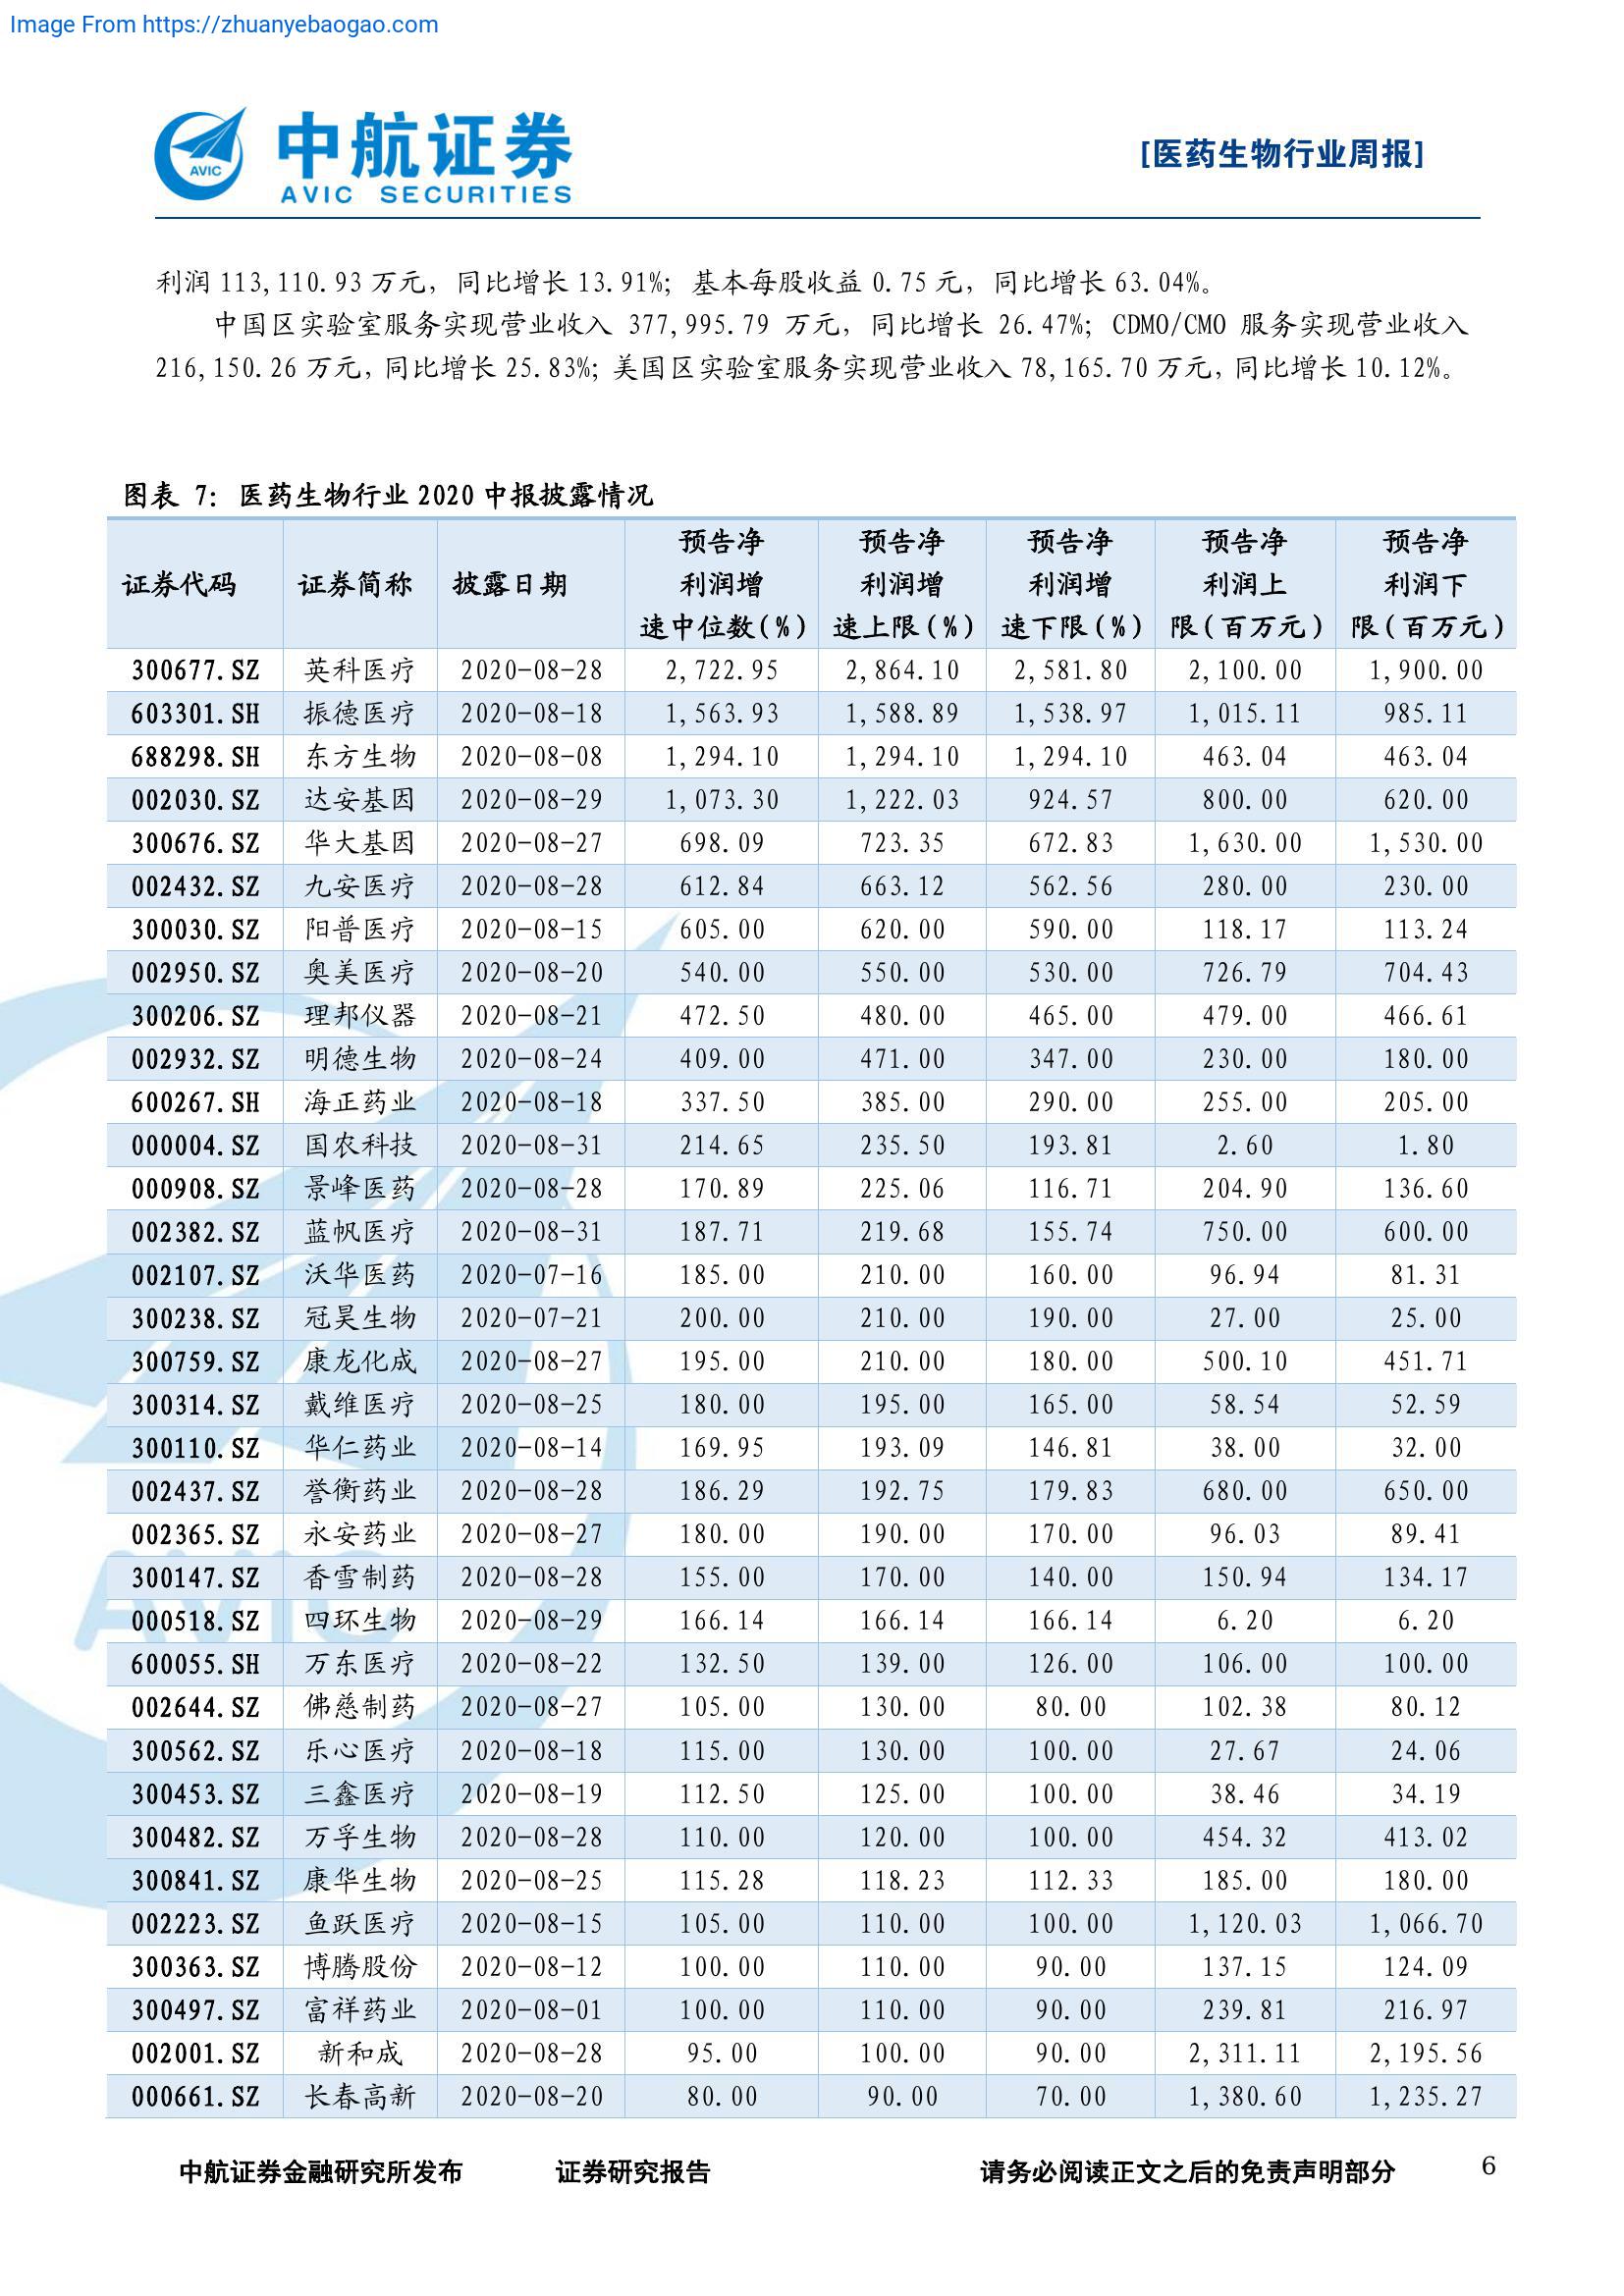 Image From https://zhuanyebaogao.com
中航证券
AVIC
AVIC SECURITIES
[医药生物行业周报]
利润 113,110.93 万元，同比增长 13.91%；基本每股收益 0.75 元，同比增长 63.04%。
中国区实验室服务实现营业收入 377,995.79 万元，同比增长 26.47%；CDMO/CMO 服务实现营业收入
216,150.26 万元，同比增长 25.83%；美国区实验室服务实现营业收入 78,165.70 万元，同比增长 10.12%。
图表 7：医药生物行业 2020 中报披露情况
证券代码 证券简称 披露日期 预告净利润增速中位数(%) 预告净利润增速上限(%) 预告净利润增速下限(%) 预告净利润上限(百万元) 预告净利润下限(百万元)
300677.SZ 英科医疗 2020-08-28 2,722.95 2,864.10 2,581.80 2,100.00 1,900.00
603301.SH 振德医疗 2020-08-18 1,563.93 1,588.89 1,538.97 1,015.11 985.11
688298.SH 东方生物 2020-08-08 1,294.10 1,294.10 1,294.10 463.04 463.04
002030.SZ 达安基因 2020-08-29 1,073.30 1,222.03 924.57 800.00 620.00
300676.SZ 华大基因 2020-08-27 698.09 723.35 672.83 1,630.00 1,530.00
002432.SZ 九安医疗 2020-08-28 612.84 663.12 562.56 280.00 230.00
300030.SZ 阳普医疗 2020-08-15 605.00 620.00 590.00 118.17 113.24
002950.SZ 奥美医疗 2020-08-20 540.00 550.00 530.00 726.79 704.43
300206.SZ 理邦仪器 2020-08-21 472.50 480.00 465.00 479.00 466.61
002932.SZ 明德生物 2020-08-24 409.00 471.00 347.00 230.00 180.00
600267.SH 海正药业 2020-08-18 337.50 385.00 290.00 255.00 205.00
000004.SZ 国农科技 2020-08-31 214.65 235.50 193.81 2.60 1.80
000908.SZ 景峰医药 2020-08-28 170.89 225.06 116.71 204.90 136.60
002382.SZ 蓝帆医疗 2020-08-31 187.71 219.68 155.74 750.00 600.00
002107.SZ 沃华医药 2020-07-16 185.00 210.00 160.00 96.94 81.31
300238.SZ 冠昊生物 2020-07-21 200.00 210.00 190.00 27.00 25.00
300759.SZ 康龙化成 2020-08-27 195.00 210.00 180.00 500.10 451.71
300314.SZ 戴维医疗 2020-08-25 180.00 195.00 165.00 58.54 52.59
300110.SZ 华仁药业 2020-08-14 169.95 193.09 146.81 38.00 32.00
002437.SZ 誉衡药业 2020-08-28 186.29 192.75 179.83 680.00 650.00
002365.SZ 永安药业 2020-08-27 180.00 190.00 170.00 96.03 89.41
300147.SZ 香雪制药 2020-08-28 155.00 170.00 140.00 150.94 134.17
000518.SZ 四环生物 2020-08-29 166.14 166.14 166.14 6.20 6.20
600055.SH 万东医疗 2020-08-22 132.50 139.00 126.00 106.00 100.00
002644.SZ 佛慈制药 2020-08-27 105.00 130.00 80.00 102.38 80.12
300562.SZ 乐心医疗 2020-08-18 115.00 130.00 100.00 27.67 24.06
300453.SZ 三鑫医疗 2020-08-19 112.50 125.00 100.00 38.46 34.19
300482.SZ 万孚生物 2020-08-28 110.00 120.00 100.00 454.32 413.02
300841.SZ 康华生物 2020-08-25 115.28 118.23 112.33 185.00 180.00
002223.SZ 鱼跃医疗 2020-08-15 105.00 110.00 100.00 1,120.03 1,066.70
300363.SZ 博腾股份 2020-08-12 100.00 110.00 90.00 137.15 124.09
300497.SZ 富祥药业 2020-08-01 100.00 110.00 90.00 239.81 216.97
002001.SZ 新和成 2020-08-28 95.00 100.00 90.00 2,311.11 2,195.56
000661.SZ 长春高新 2020-08-20 80.00 90.00 70.00 1,380.60 1,235.27
中航证券金融研究所发布 证券研究报告 请务必阅读正文之后的免责声明部分 6